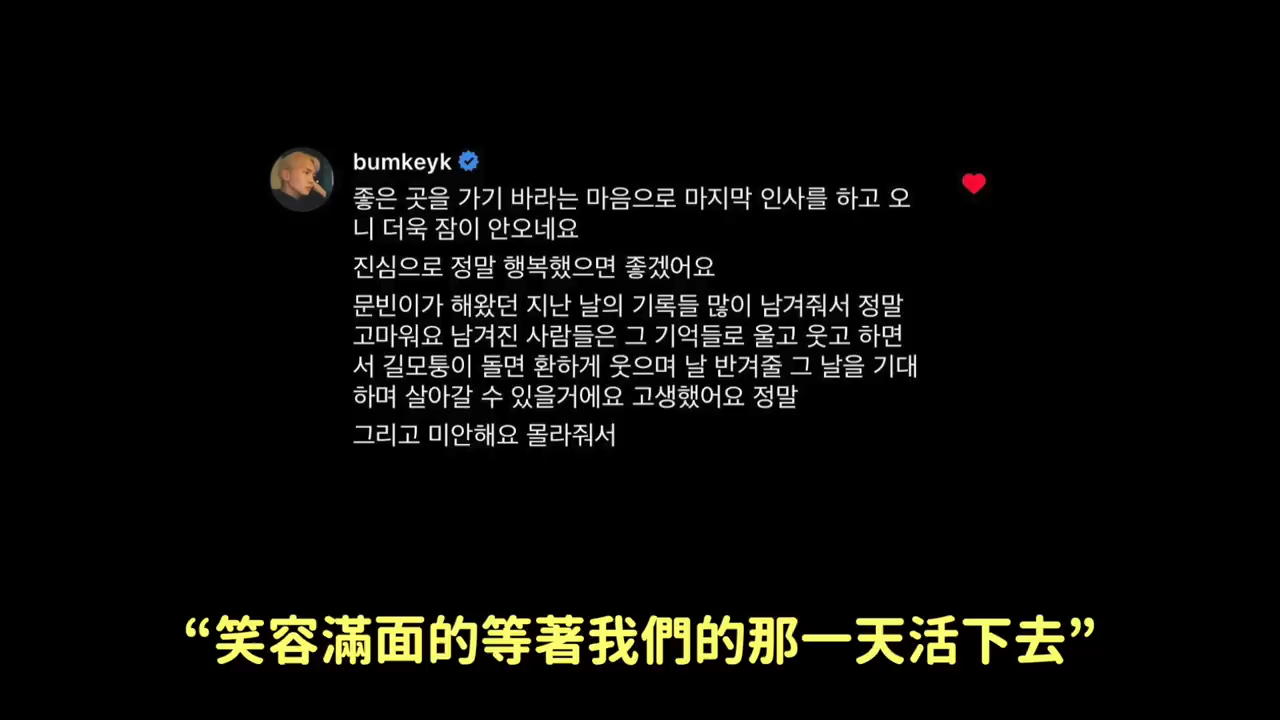 bumkeyk
좋은 곳을 가기 바라는 마음으로 마지막 인사를 하고 오
니 더욱 잠이 안오네요
진심으로 정말 행복했으면 좋겠어요
문빈이가 해왔던 지난 날의 기록들 많이 남겨줘서 정말
고마워요 남겨진 사람들은 그 기억들로 울고 웃고 하면
서 길모퉁이 돌면 환하게 웃으며 날 반겨줄 그 날을 기대
하며 살아갈 수 있을거에요 고생했어요 정말
그리고 미안해요 몰라줘서
“笑容滿面的等著我們的那一天活下去”